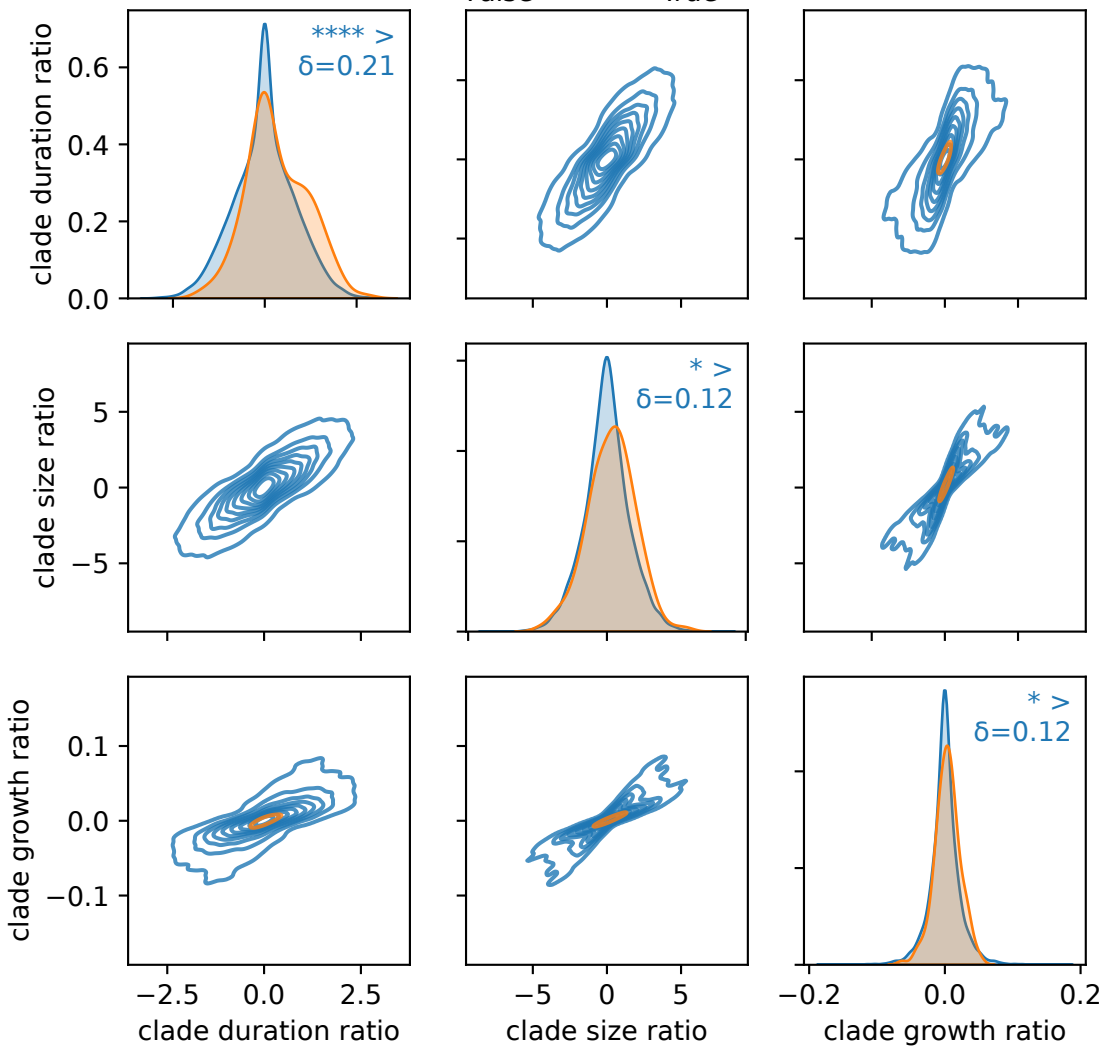 **** >
δ=0.21
clade duration ratio
0.6
0.4
0.2
0.0
* >
δ=0.12
clade size ratio
5
0
−5
* >
δ=0.12
clade growth ratio
0.1
0.0
−0.1
−2.5 0.0 2.5
−5 0 5
−0.2 0.0 0.2
clade duration ratio
clade size ratio
clade growth ratio